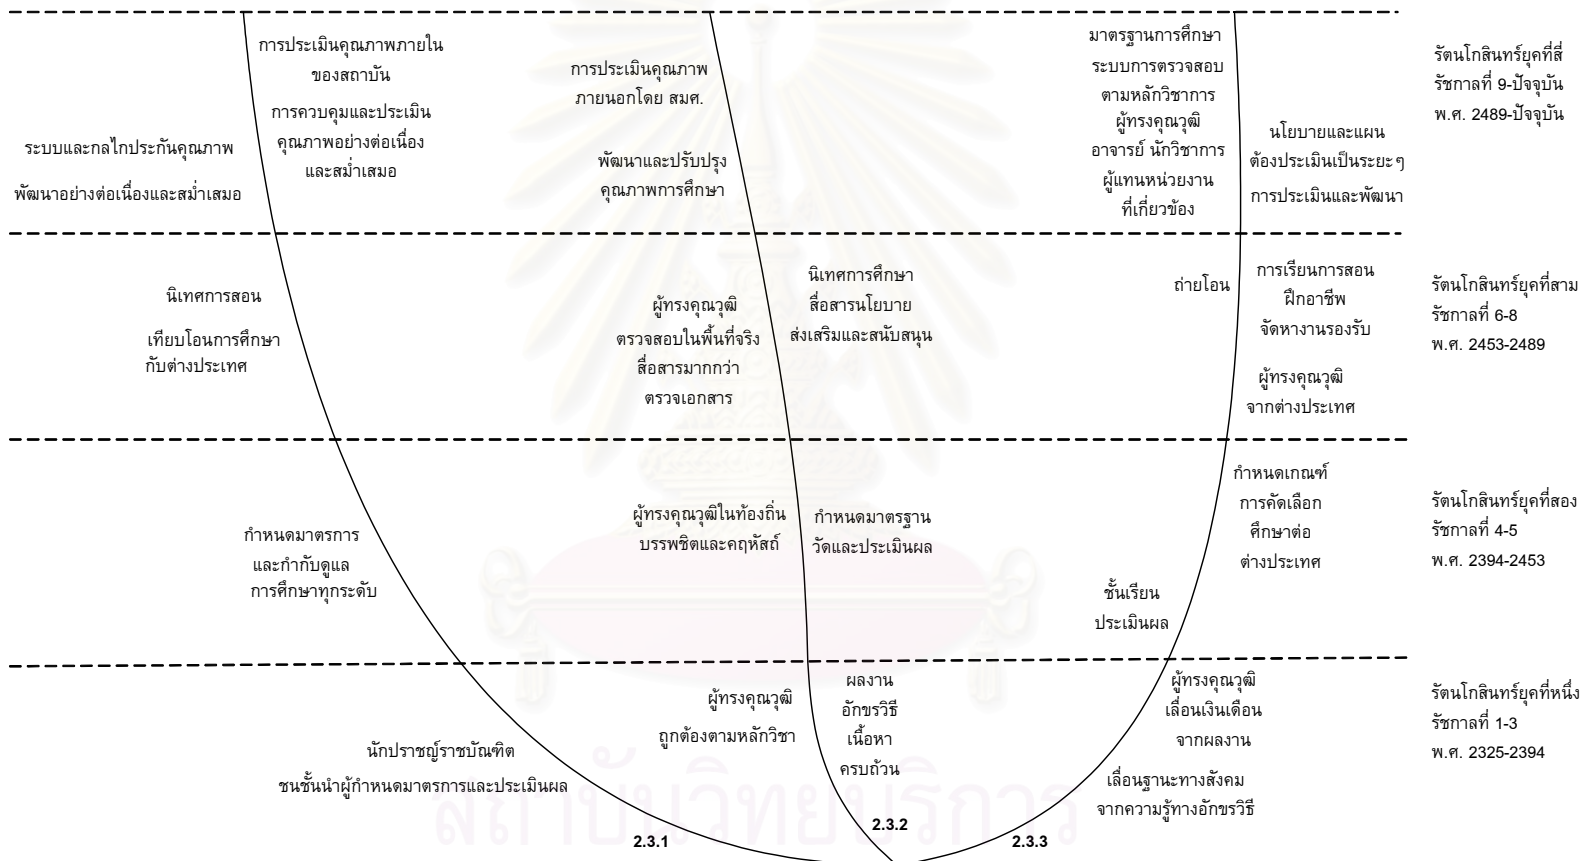 การประเมินคุณภาพภายใน
ของสถาบัน
การควบคุมและประเมิน
คุณภาพอย่างต่อเนื่อง
และสม่ำเสมอ
ระบบและกลไกประกันคุณภาพ
พัฒนาอย่างต่อเนื่องและสม่ำเสมอ
การประเมินคุณภาพ
ภายนอกโดย สมศ.
พัฒนาและปรับปรุง
คุณภาพการศึกษา
มาตรฐานการศึกษา
ระบบการตรวจสอบ
ตามหลักวิชาการ
ผู้ทรงคุณวุฒิ
อาจารย์ นักวิชาการ
ผู้แทนหน่วยงาน
ที่เกี่ยวข้อง
นโยบายและแผน
ต้องประเมินเป็นระยะๆ
การประเมินและพัฒนา
รัตนโกสินทร์ยุคที่สี่
รัชกาลที่ 9-ปัจจุบัน
พ.ศ. 2489-ปัจจุบัน
นิเทศการสอน
เทียบโอนการศึกษา
กับต่างประเทศ
ผู้ทรงคุณวุฒิ
ตรวจสอบในพื้นที่จริง
สื่อสารมากกว่า
ตรวจเอกสาร
นิเทศการศึกษา
สื่อสารนโยบาย
ส่งเสริมและสนับสนุน
ถ่ายโอน
การเรียนการสอน
ฝึกอาชีพ
จัดหางานรองรับ
ผู้ทรงคุณวุฒิ
จากต่างประเทศ
รัตนโกสินทร์ยุคที่สาม
รัชกาลที่ 6-8
พ.ศ. 2453-2489
กำหนดมาตรการ
และกำกับดูแล
การศึกษาทุกระดับ
ผู้ทรงคุณวุฒิในท้องถิ่น
บรรพชิตและคฤหัสถ์
กำหนดมาตรฐาน
วัดและประเมินผล
ชั้นเรียน
ประเมินผล
กำหนดเกณฑ์
การคัดเลือก
ศึกษาต่อ
ต่างประเทศ
รัตนโกสินทร์ยุคที่สอง
รัชกาลที่ 4-5
พ.ศ. 2394-2453
นักปราชญ์ราชบัณฑิต
ชนชั้นนำผู้กำหนดมาตรการและประเมินผล
ผู้ทรงคุณวุฒิ
ถูกต้องตามหลักวิชา
ผลงาน
อักขรวิธี
เนื้อหา
ครบถ้วน
ผู้ทรงคุณวุฒิ
เลื่อนเงินเดือน
จากผลงาน
เลื่อนฐานะทางสังคม
จากความรู้ทางอักขรวิธี
รัตนโกสินทร์ยุคที่หนึ่ง
รัชกาลที่ 1-3
พ.ศ. 2325-2394
2.3.1
2.3.2
2.3.3
สถาบันวิทยบริการ